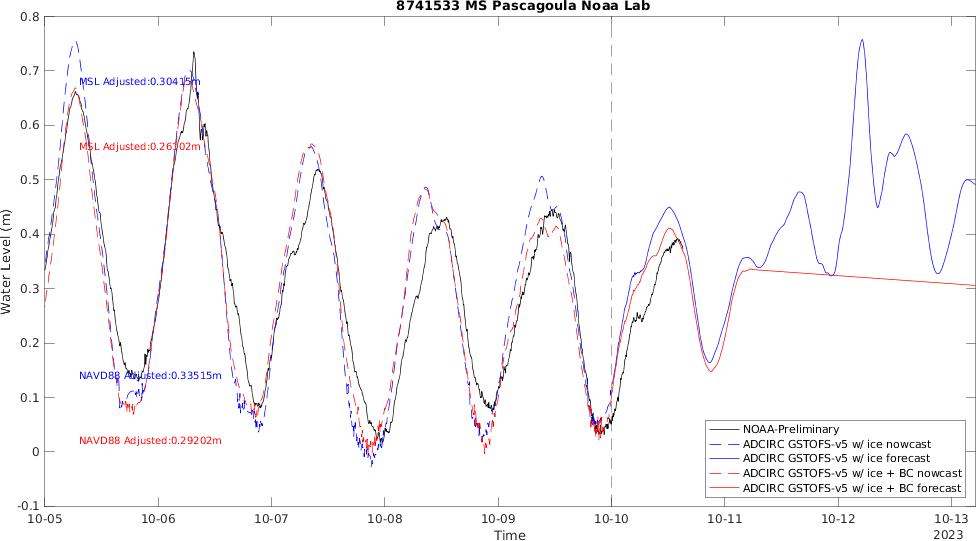 8741533 MS Pascagoula Noaa Lab
0.8
0.7
0.6
0.5
0.4
0.3
0.2
0.1
0
-0.1
Water Level (m)
MSL Adjusted:0.30415m
MSL Adjusted:0.26102m
NAVD88 Adjusted:0.33515m
NAVD88 Adjusted:0.29202m
NOAA-Preliminary
ADCIRC GSTOFS-v5 w/ ice nowcast
ADCIRC GSTOFS-v5 w/ ice forecast
ADCIRC GSTOFS-v5 w/ ice + BC nowcast
ADCIRC GSTOFS-v5 w/ ice + BC forecast
10-05 10-06 10-07 10-08 10-09 10-10 10-11 10-12 10-13
Time
2023